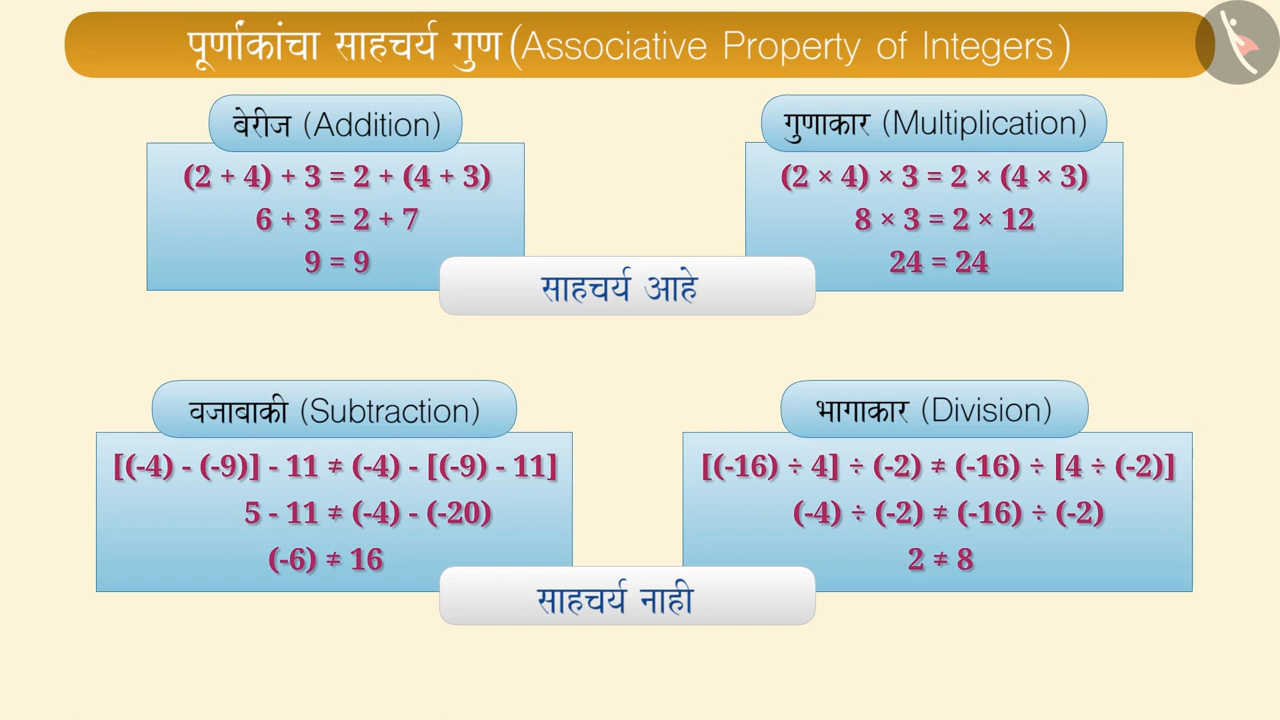 पूर्णांकांचा साहचर्य गुण (Associative Property of Integers)
बेरीज (Addition)
(2 + 4) + 3 = 2 + (4 + 3)
6 + 3 = 2 + 7
9 = 9
गुणाकार (Multiplication)
(2 × 4) × 3 = 2 × (4 × 3)
8 × 3 = 2 × 12
24 = 24
साहचर्य आहे
वजाबाकी (Subtraction)
[(-4) - (-9)] - 11 ≠ (-4) - [(-9) - 11]
5 - 11 ≠ (-4) - (-20)
(-6) ≠ 16
भागाकार (Division)
[(-16) ÷ 4] ÷ (-2) ≠ (-16) ÷ [4 ÷ (-2)]
(-4) ÷ (-2) ≠ (-16) ÷ (-2)
2 ≠ 8
साहचर्य नाही